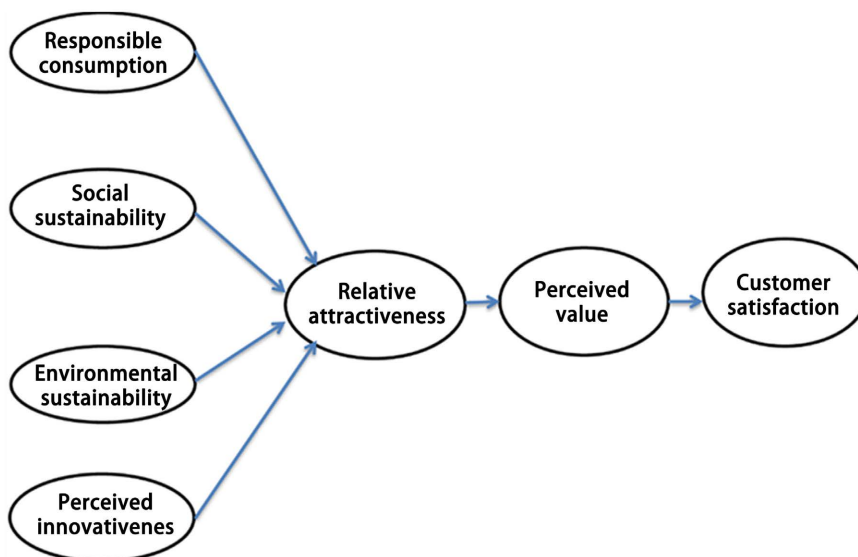 Responsible
consumption
Social
sustainability
Environmental
sustainability
Perceived
innovativenes
Relative
attractiveness
Perceived
value
Customer
satisfaction